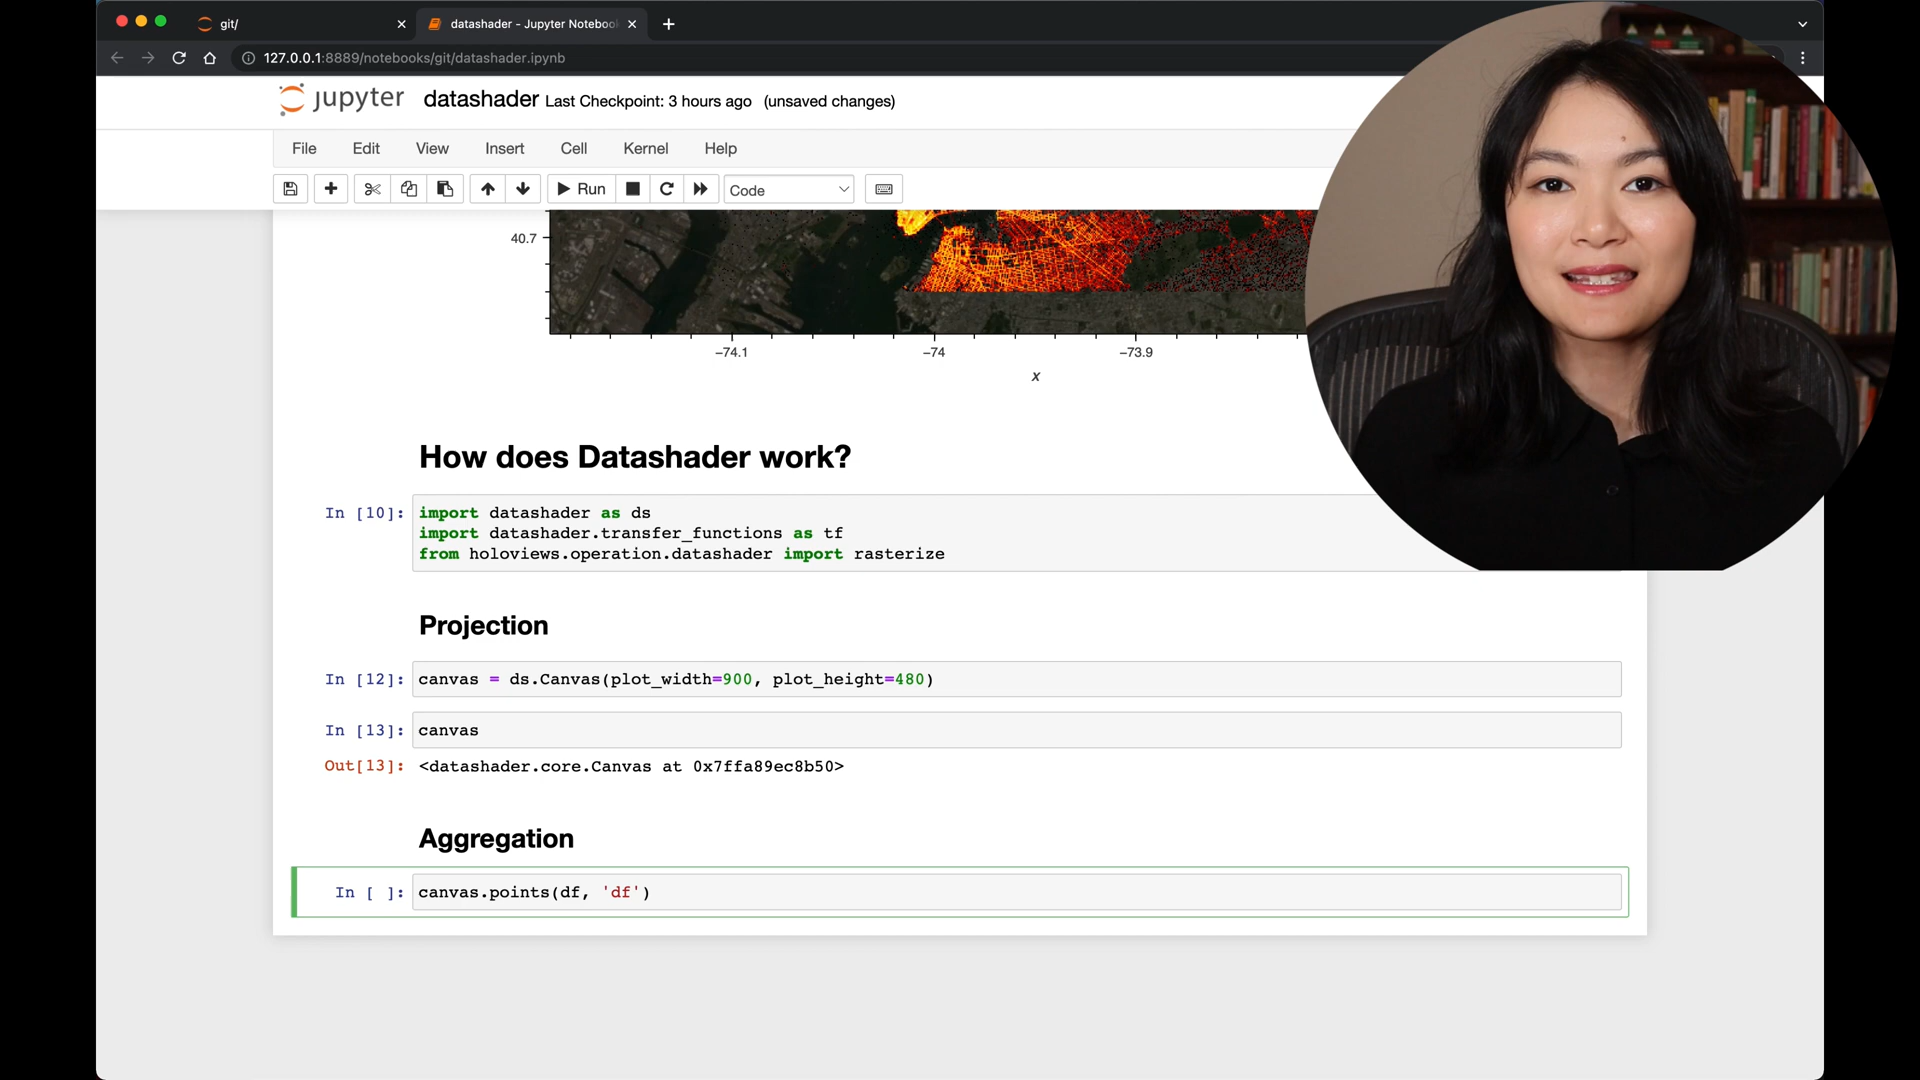 git/
datashader - Jupyter Noteboo
127.0.0.1:8889/notebooks/git/datashader.ipynb
jupyter datashader Last Checkpoint: 3 hours ago (unsaved changes)
File Edit View Insert Cell Kernel Help
Run
Code
40.7
−74.1 −74 −73.9
x
How does Datashader work?
In [10]: import datashader as ds
import datashader.transfer_functions as tf
from holoviews.operation.datashader import rasterize
Projection
In [12]: canvas = ds.Canvas(plot_width=900, plot_height=480)
In [13]: canvas
Out[13]: <datashader.core.Canvas at 0x7ffa89ec8b50>
Aggregation
In [ ]: canvas.points(df, 'df')